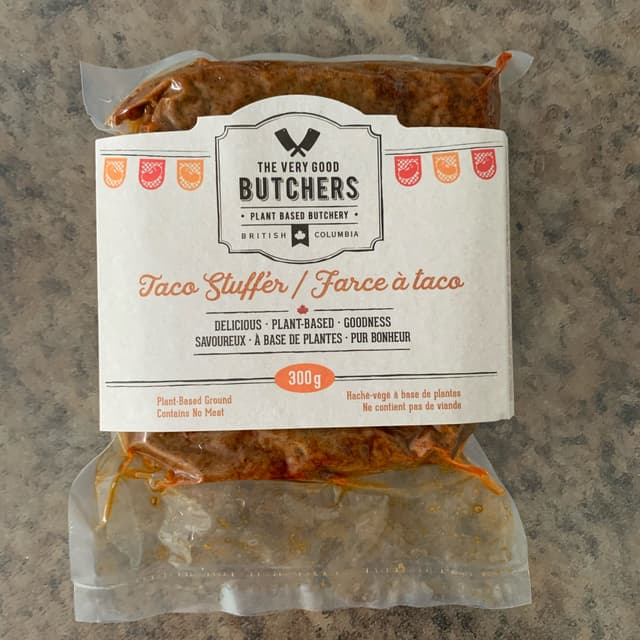 THE VERY GOOD
BUTCHERS
• PLANT BASED BUTCHERY •
BRITISH COLUMBIA
Taco Stuffer / Farce à taco
DELICIOUS · PLANT-BASED · GOODNESS
SAVOUREUX · À BASE DE PLANTES · PUR BONHEUR
300g
Plant-Based Ground
Contains No Meat
Haché-végé à base de plantes
Ne contient pas de viande